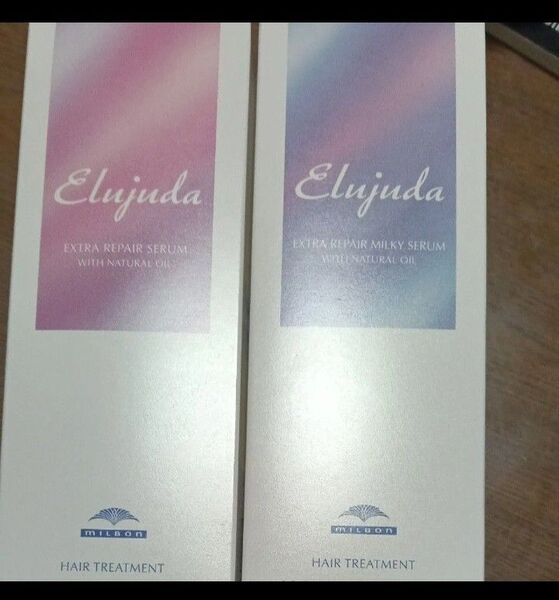 Elujuda
EXTRA REPAIR SERUM
WITH NATURAL OIL
MILBON
HAIR TREATMENT
Elujuda
EXTRA REPAIR MILKY SERUM
WITH NATURAL OIL
MILBON
HAIR TREATMENT